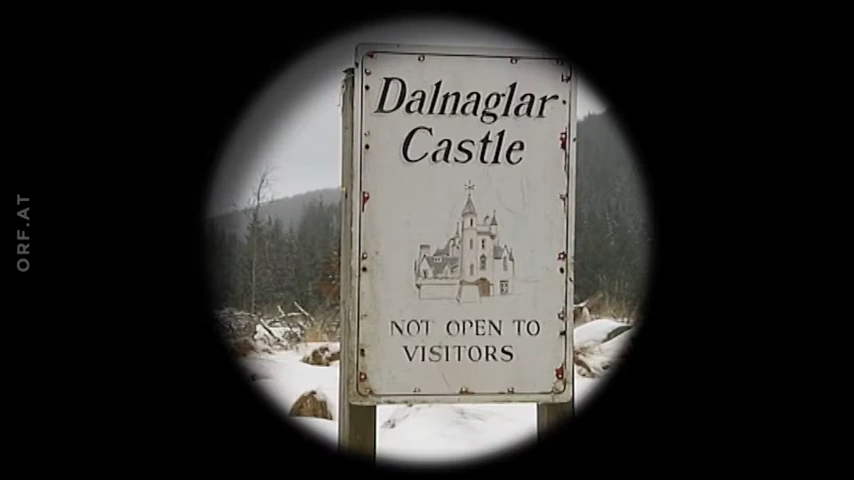 ORF.AT
Dalnaglar
Castle
NOT OPEN TO
VISITORS